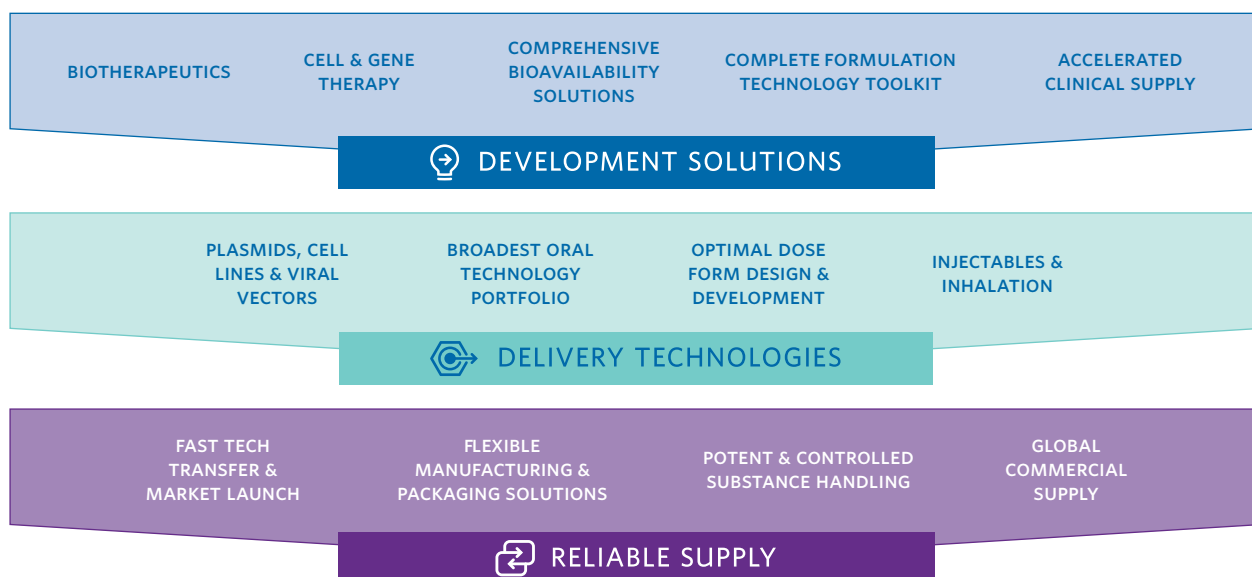 BIOTHERAPEUTICS
CELL & GENE
THERAPY
COMPREHENSIVE
BIOAVAILABILITY
SOLUTIONS
COMPLETE FORMULATION
TECHNOLOGY TOOLKIT
ACCELERATED
CLINICAL SUPPLY
DEVELOPMENT SOLUTIONS
PLASMIDS, CELL
LINES & VIRAL
VECTORS
BROADEST ORAL
TECHNOLOGY
PORTFOLIO
OPTIMAL DOSE
FORM DESIGN &
DEVELOPMENT
INJECTABLES &
INHALATION
DELIVERY TECHNOLOGIES
FAST TECH
TRANSFER &
MARKET LAUNCH
FLEXIBLE
MANUFACTURING &
PACKAGING SOLUTIONS
POTENT & CONTROLLED
SUBSTANCE HANDLING
GLOBAL
COMMERCIAL
SUPPLY
RELIABLE SUPPLY